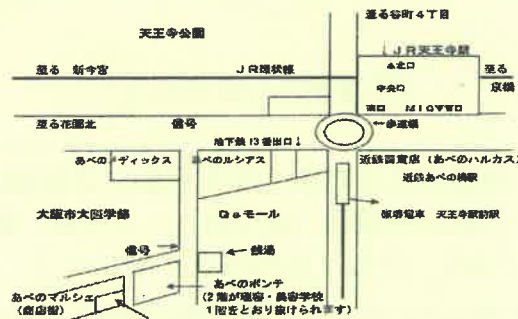 至る谷町4丁目
天王寺公園
JR天王寺駅
北口
至る 新今宮
JR環状線
至る
中央口
京橋
南口 MIO
至る花園北
信号
歩道橋
地下鉄13番出口↓
あべの ディックス
あべのルシアス
近鉄百貨店(あべのハルカス
近鉄あべの橋駅
大阪市大医学部
Qsモール
電車 天王寺駅前駅
信号
銭湯
あべのマルシェ
(商店街)
あべのポンテ
(2階が理容・美容学校
1階をとおり抜けられます)